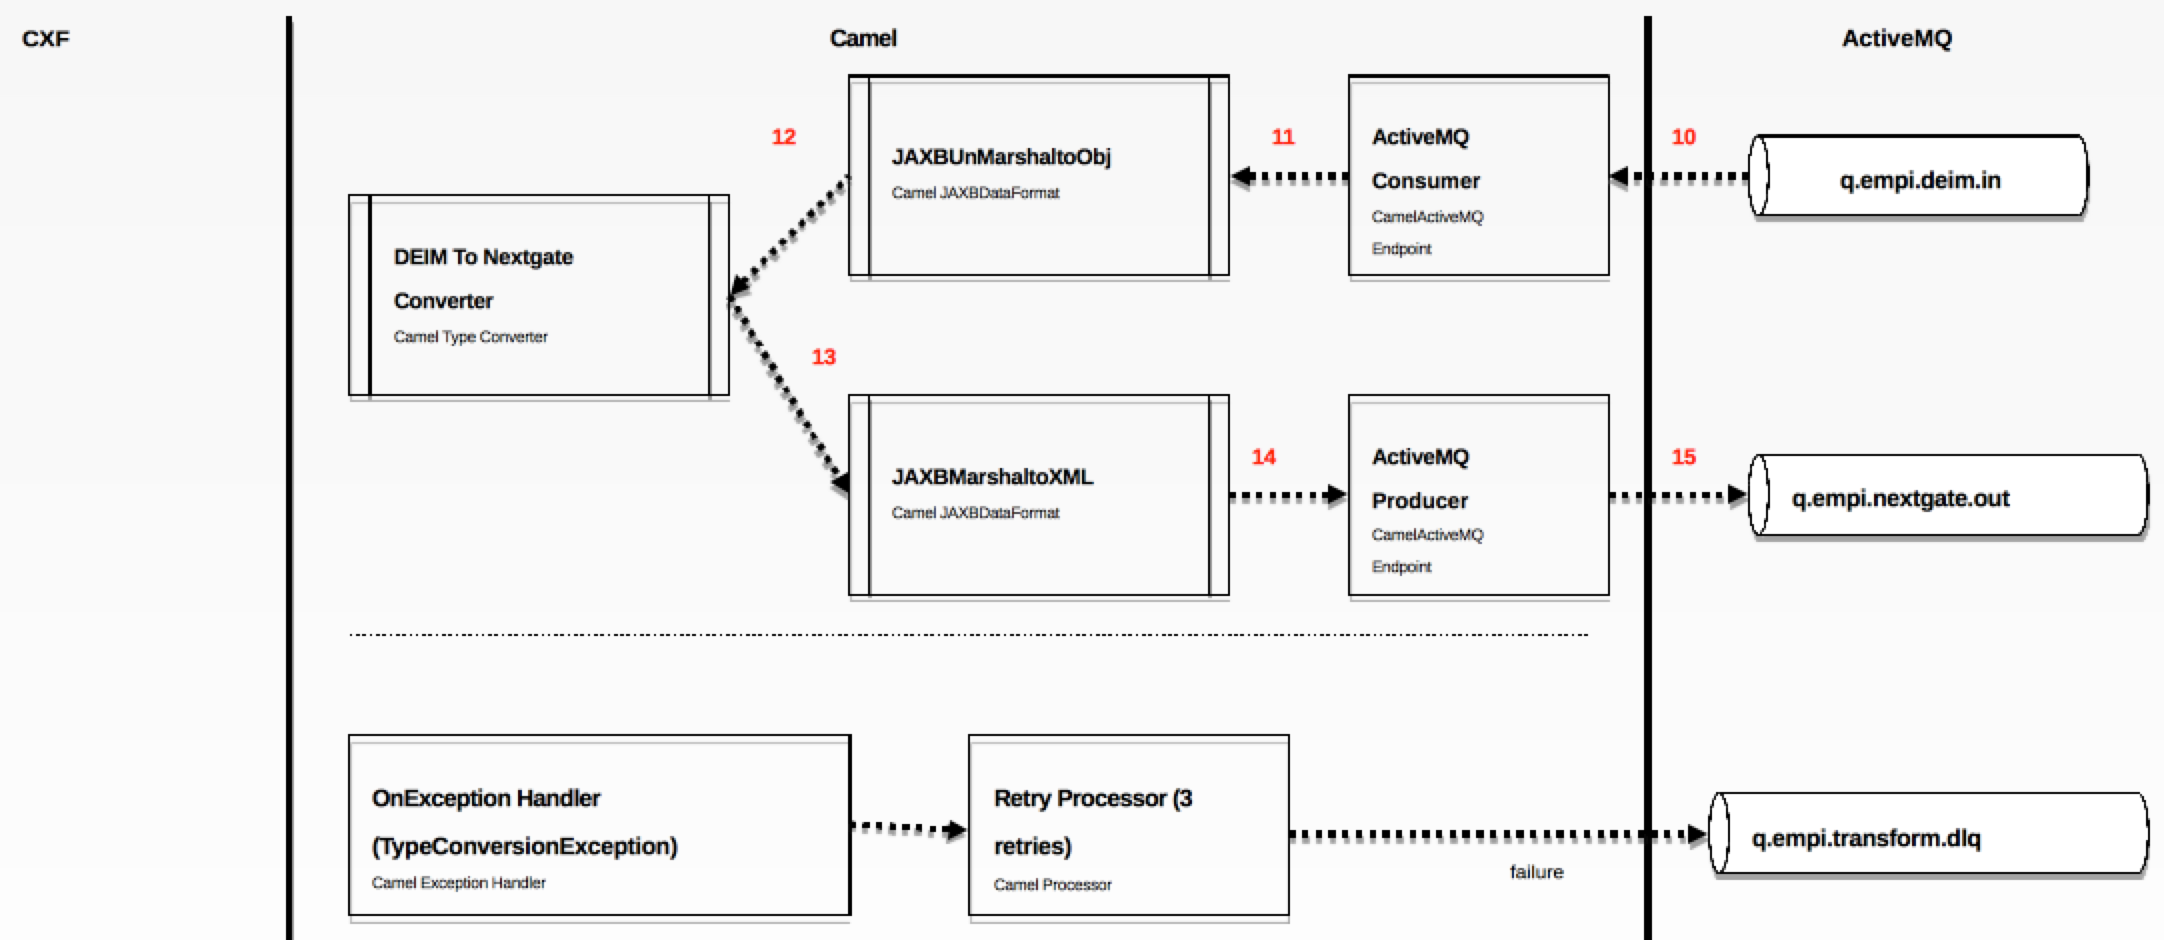 CXF
Camel
ActiveMQ
12
JAXBUnMarshaltoObj
Camel JAXBDataFormat
11
ActiveMQ
Consumer
CamelActiveMQ
Endpoint
10
q.empi.deim.in
DEIM To Nextgate
Converter
Camel Type Converter
13
JAXBMarshaltoXML
Camel JAXBDataFormat
14
ActiveMQ
Producer
CamelActiveMQ
Endpoint
15
q.empi.nextgate.out
OnException Handler
(TypeConversionException)
Camel Exception Handler
Retry Processor (3
retries)
Camel Processor
failure
q.empi.transform.dlq